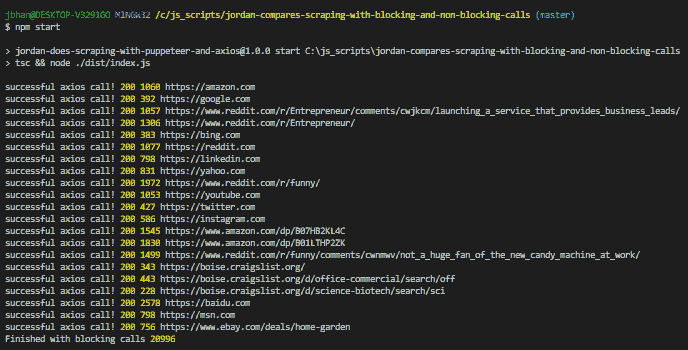 jbhan@DESKTOP-V3291GO MINGW32 /c/js_scripts/jordan-compares-scraping-with-blocking-and-non-blocking-calls (master)
$ npm start
> jordan-does-scraping-with-puppeteer-and-axios@1.0.0 start C:\js_scripts\jordan-compares-scraping-with-blocking-and-non-blocking-calls
> tsc && node ./dist/index.js
successful axios call! 200 1060 https://amazon.com
successful axios call! 200 392 https://google.com
successful axios call! 200 1057 https://www.reddit.com/r/Entrepreneur/comments/cwjkcm/launching_a_service_that_provides_business_leads/
successful axios call! 200 1306 https://www.reddit.com/r/Entrepreneur/
successful axios call! 200 383 https://bing.com
successful axios call! 200 1077 https://reddit.com
successful axios call! 200 798 https://linkedin.com
successful axios call! 200 831 https://yahoo.com
successful axios call! 200 1972 https://www.reddit.com/r/funny/
successful axios call! 200 1053 https://youtube.com
successful axios call! 200 427 https://twitter.com
successful axios call! 200 586 https://instagram.com
successful axios call! 200 1545 https://www.amazon.com/dp/B07HB2KL4C
successful axios call! 200 1830 https://www.amazon.com/dp/B01LTHP2ZK
successful axios call! 200 1499 https://www.reddit.com/r/funny/comments/cwnmwv/not_a_huge_fan_of_the_new_candy_machine_at_work/
successful axios call! 200 343 https://boise.craigslist.org/
successful axios call! 200 443 https://boise.craigslist.org/d/office-commercial/search/off
successful axios call! 200 228 https://boise.craigslist.org/d/science-biotech/search/sci
successful axios call! 200 2578 https://baidu.com
successful axios call! 200 798 https://msn.com
successful axios call! 200 756 https://www.ebay.com/deals/home-garden
Finished with blocking calls 20996